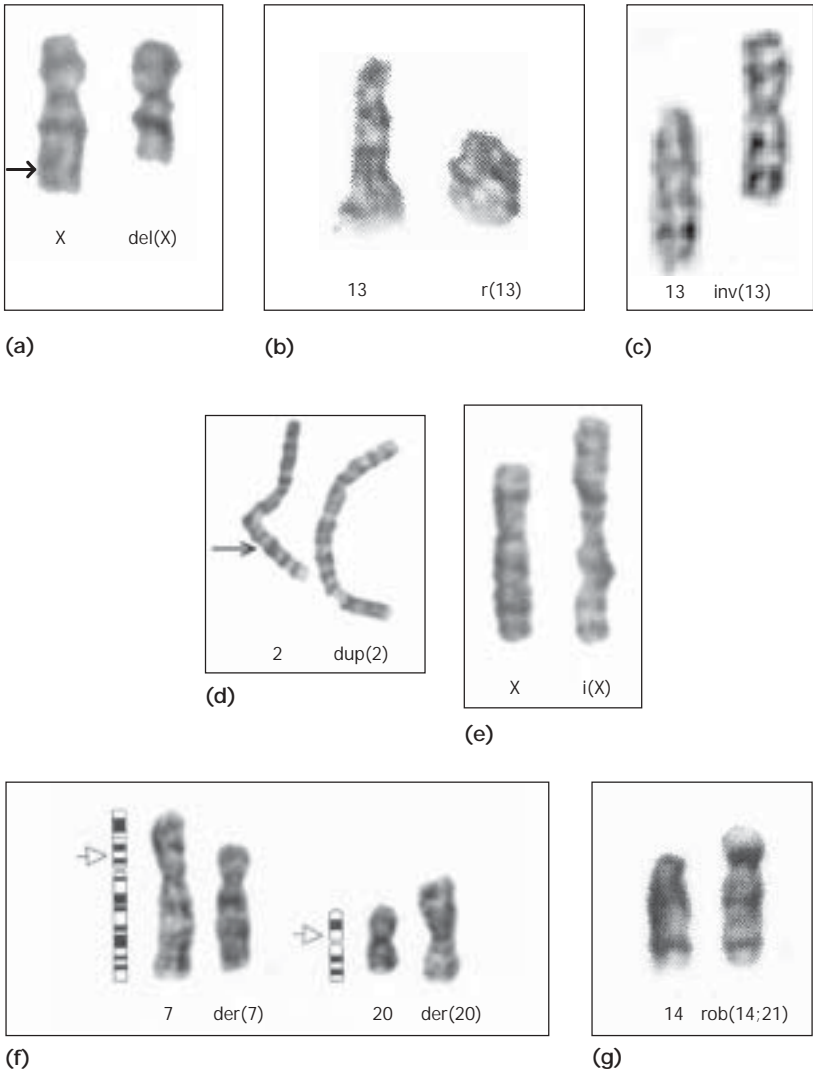 X del(X)
(a)
13 r(13)
(b)
13 inv(13)
(c)
2 dup(2)
(d)
X i(X)
(e)
7 der(7) 20 der(20)
(f)
14 rob(14;21)
(g)